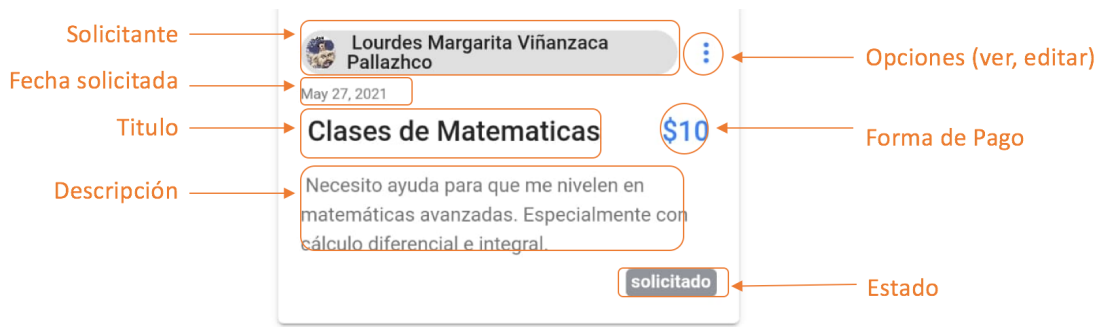 Solicitante
Lourdes Margarita Viñanzaca
Pallazhco
Opciones (ver, editar)
Fecha solicitada
May 27, 2021
Titulo
Clases de Matematicas
$10
Forma de Pago
Descripción
Necesito ayuda para que me nivelen en
matemáticas avanzadas. Especialmente con
cálculo diferencial e integral.
solicitado
Estado